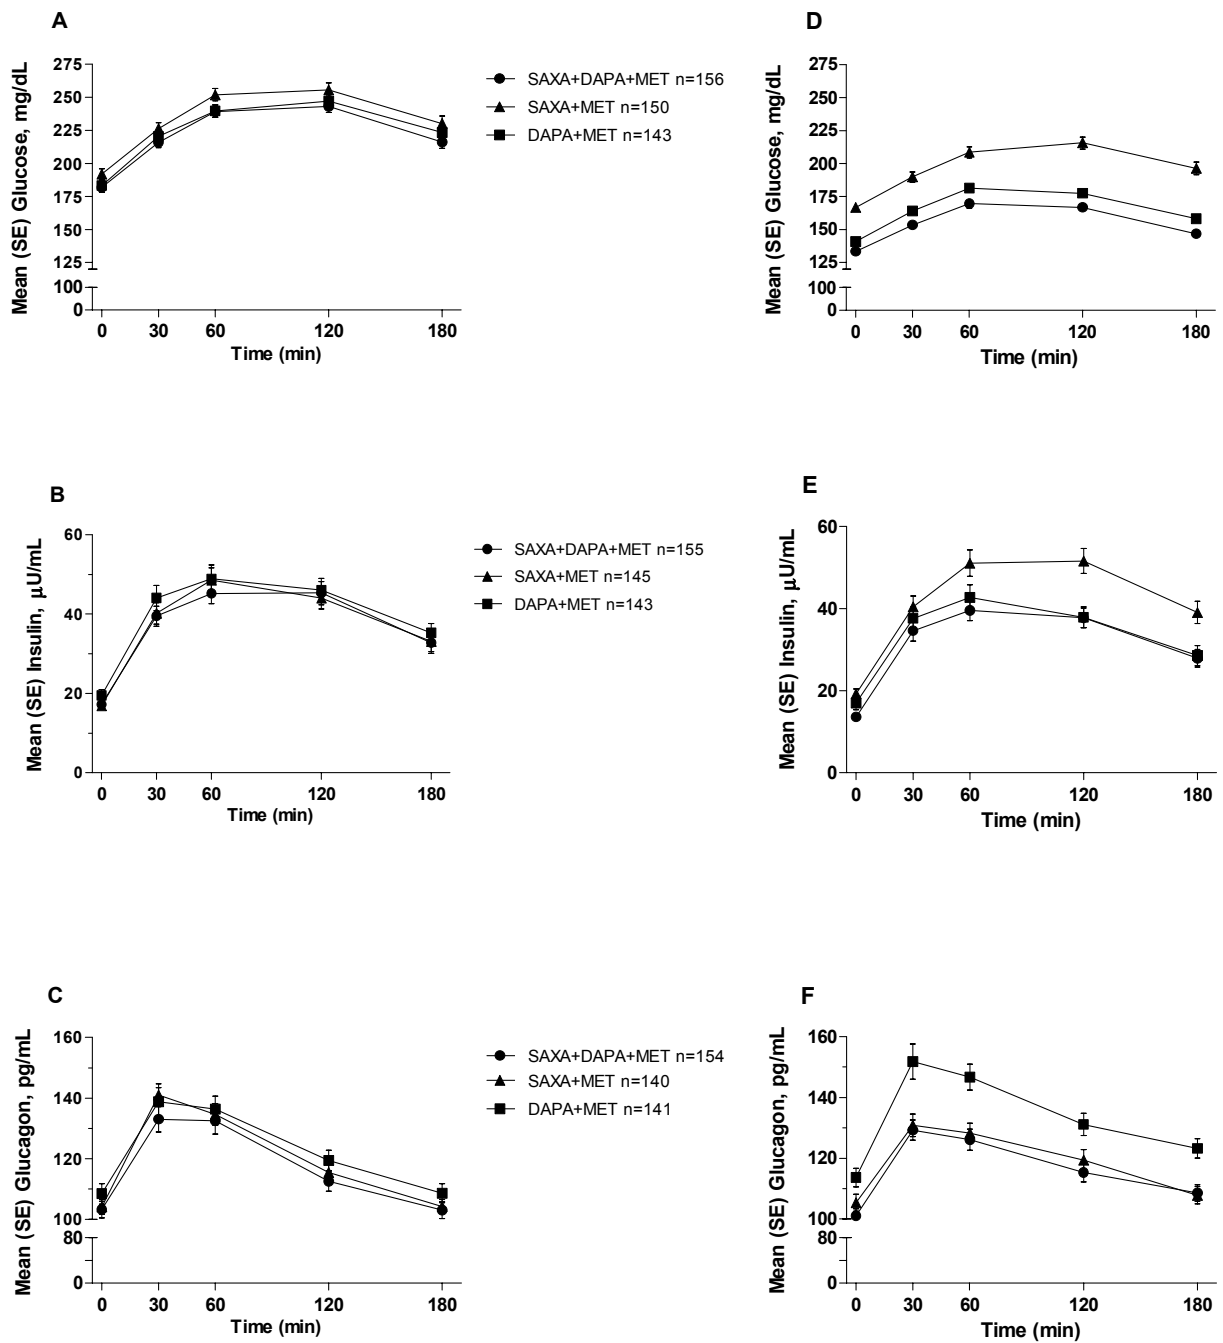 A
Mean (SE) Glucose, mg/dL
275
250
225
200
175
150
125
100
0
0 30 60 120 180
Time (min)
SAXA+DAPA+MET n=156
SAXA+MET n=150
DAPA+MET n=143
D
Mean (SE) Glucose, mg/dL
275
250
225
200
175
150
125
100
0
0 30 60 120 180
Time (min)
B
Mean (SE) Insulin, μU/mL
60
40
20
0
0 30 60 120 180
Time (min)
SAXA+DAPA+MET n=155
SAXA+MET n=145
DAPA+MET n=143
E
Mean (SE) Insulin, μU/mL
60
40
20
0
0 30 60 120 180
Time (min)
C
Mean (SE) Glucagon, pg/mL
160
140
120
100
80
0
0 30 60 120 180
Time (min)
SAXA+DAPA+MET n=154
SAXA+MET n=140
DAPA+MET n=141
F
Mean (SE) Glucagon, pg/mL
160
140
120
100
80
0
0 30 60 120 180
Time (min)